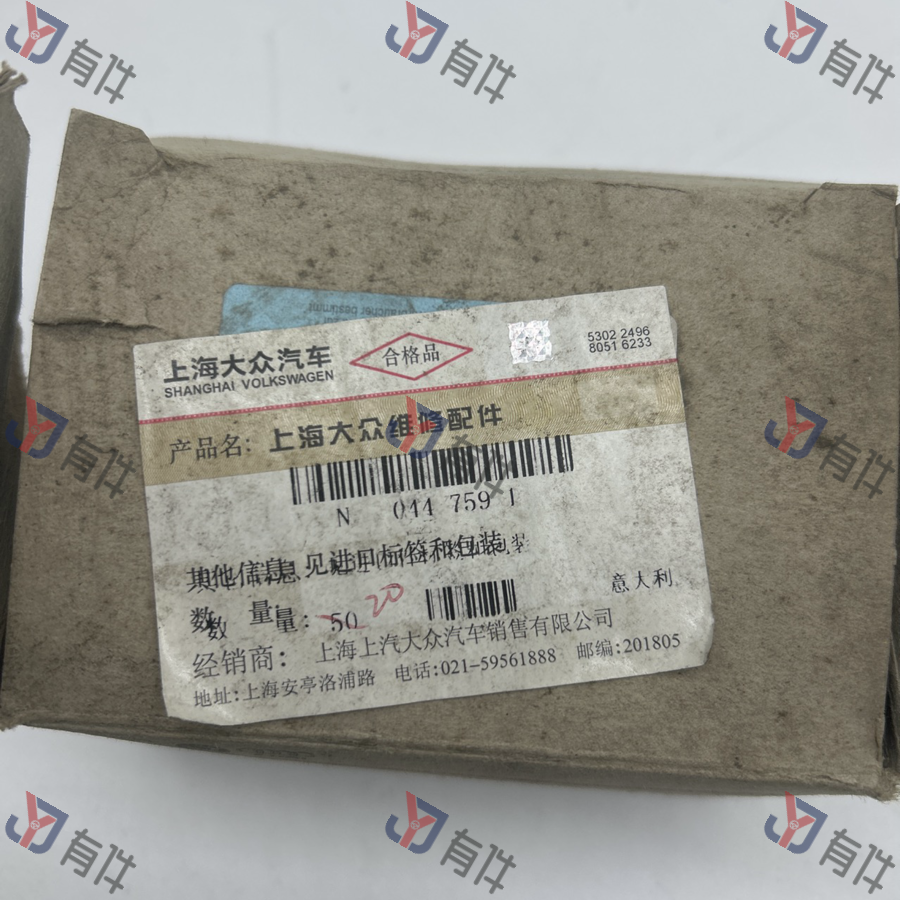 有件 有件 有件
上海大众汽车
SHANGHAI VOLKSWAGEN
合格品
5302 2496
8051 6233
产品名: 上海大众维修配件
N 044 759 1
其他信息、见进口标签和包装
数 量: 50 20
意大利
经销商: 上海上汽大众汽车销售有限公司
地址:上海安亭洛浦路 电话:021-59561888 邮编:201805
有件 有件 有件
有件 有件 有件